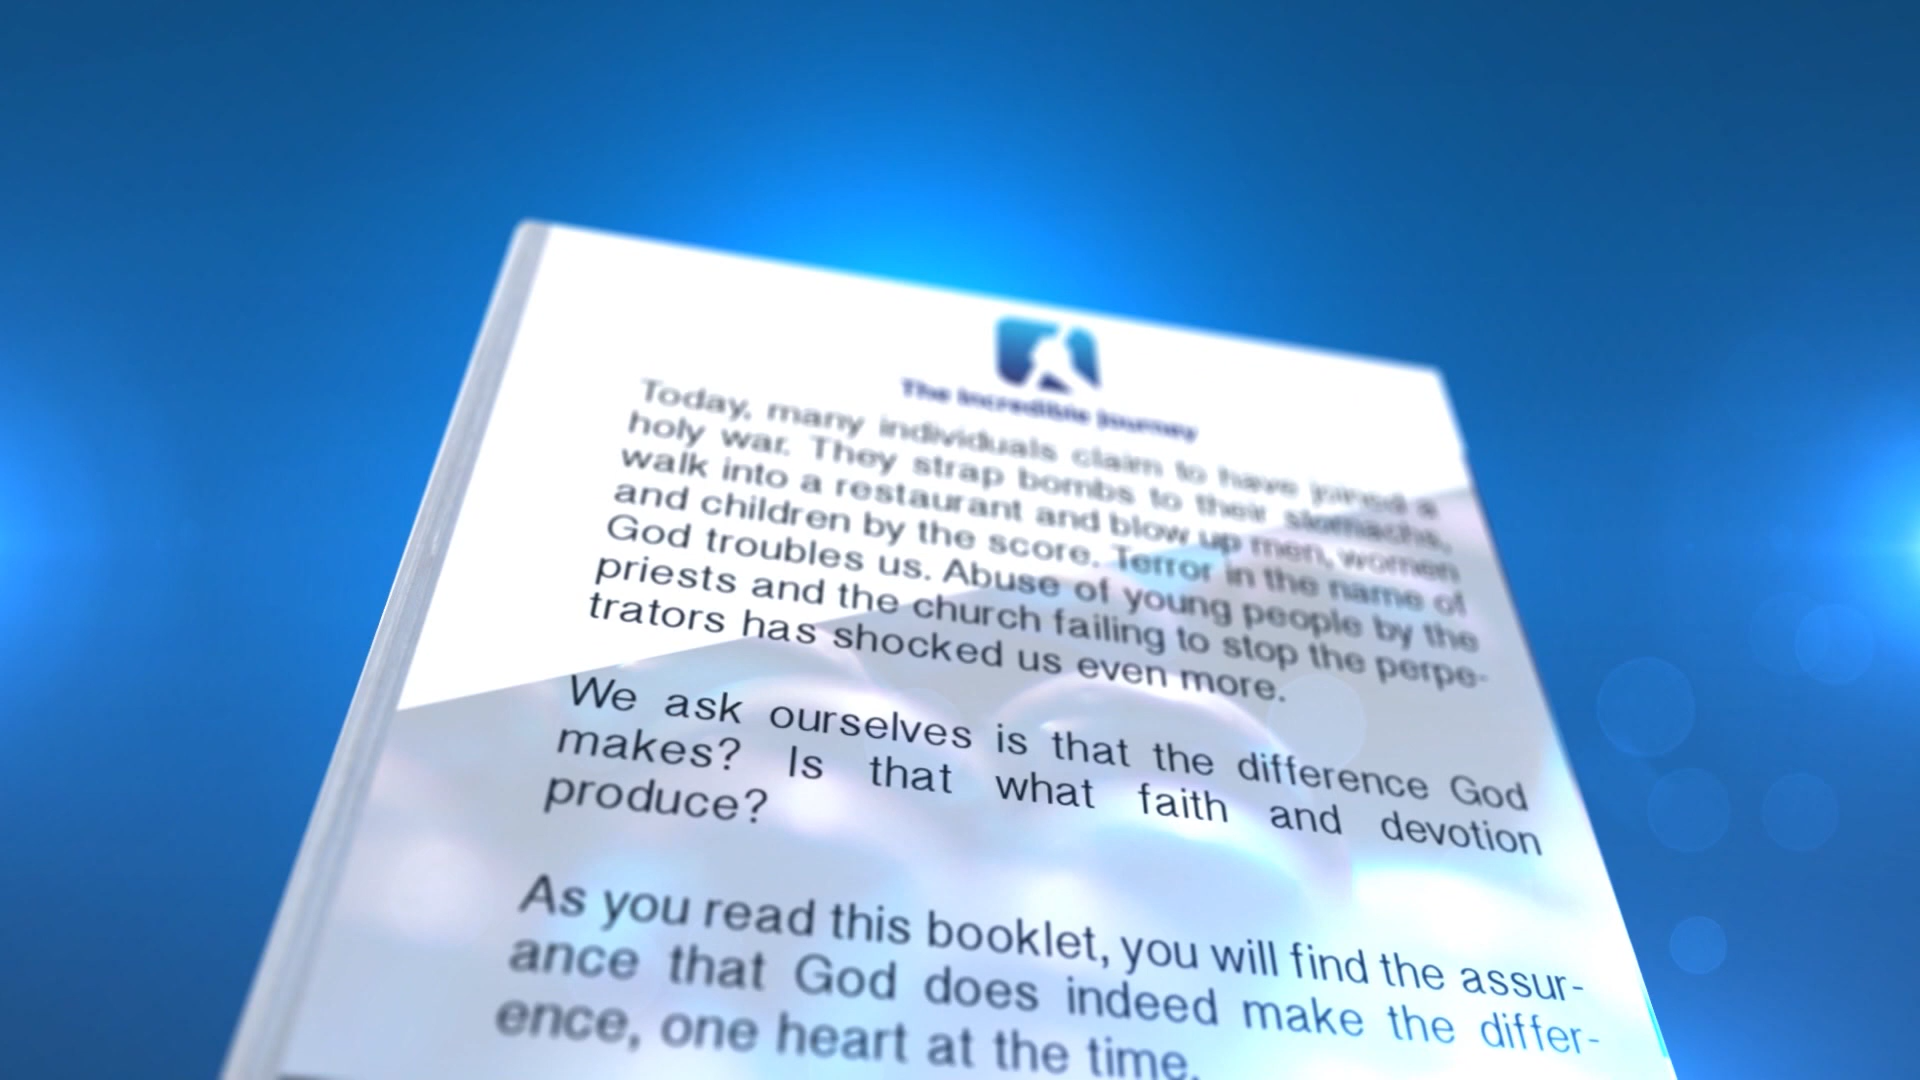 The Incredible Journey
Today, many individuals claim to have joined a
holy war. They strap bombs to their stomachs,
walk into a restaurant and blow up men, women
and children by the score. Terror in the name of
God troubles us. Abuse of young people by the
priests and the church failing to stop the perpe-
trators has shocked us even more.
We ask ourselves is that the difference God
makes? Is that what faith and devotion
produce?
As you read this booklet, you will find the assur-
ance that God does indeed make the differ-
ence, one heart at the time.